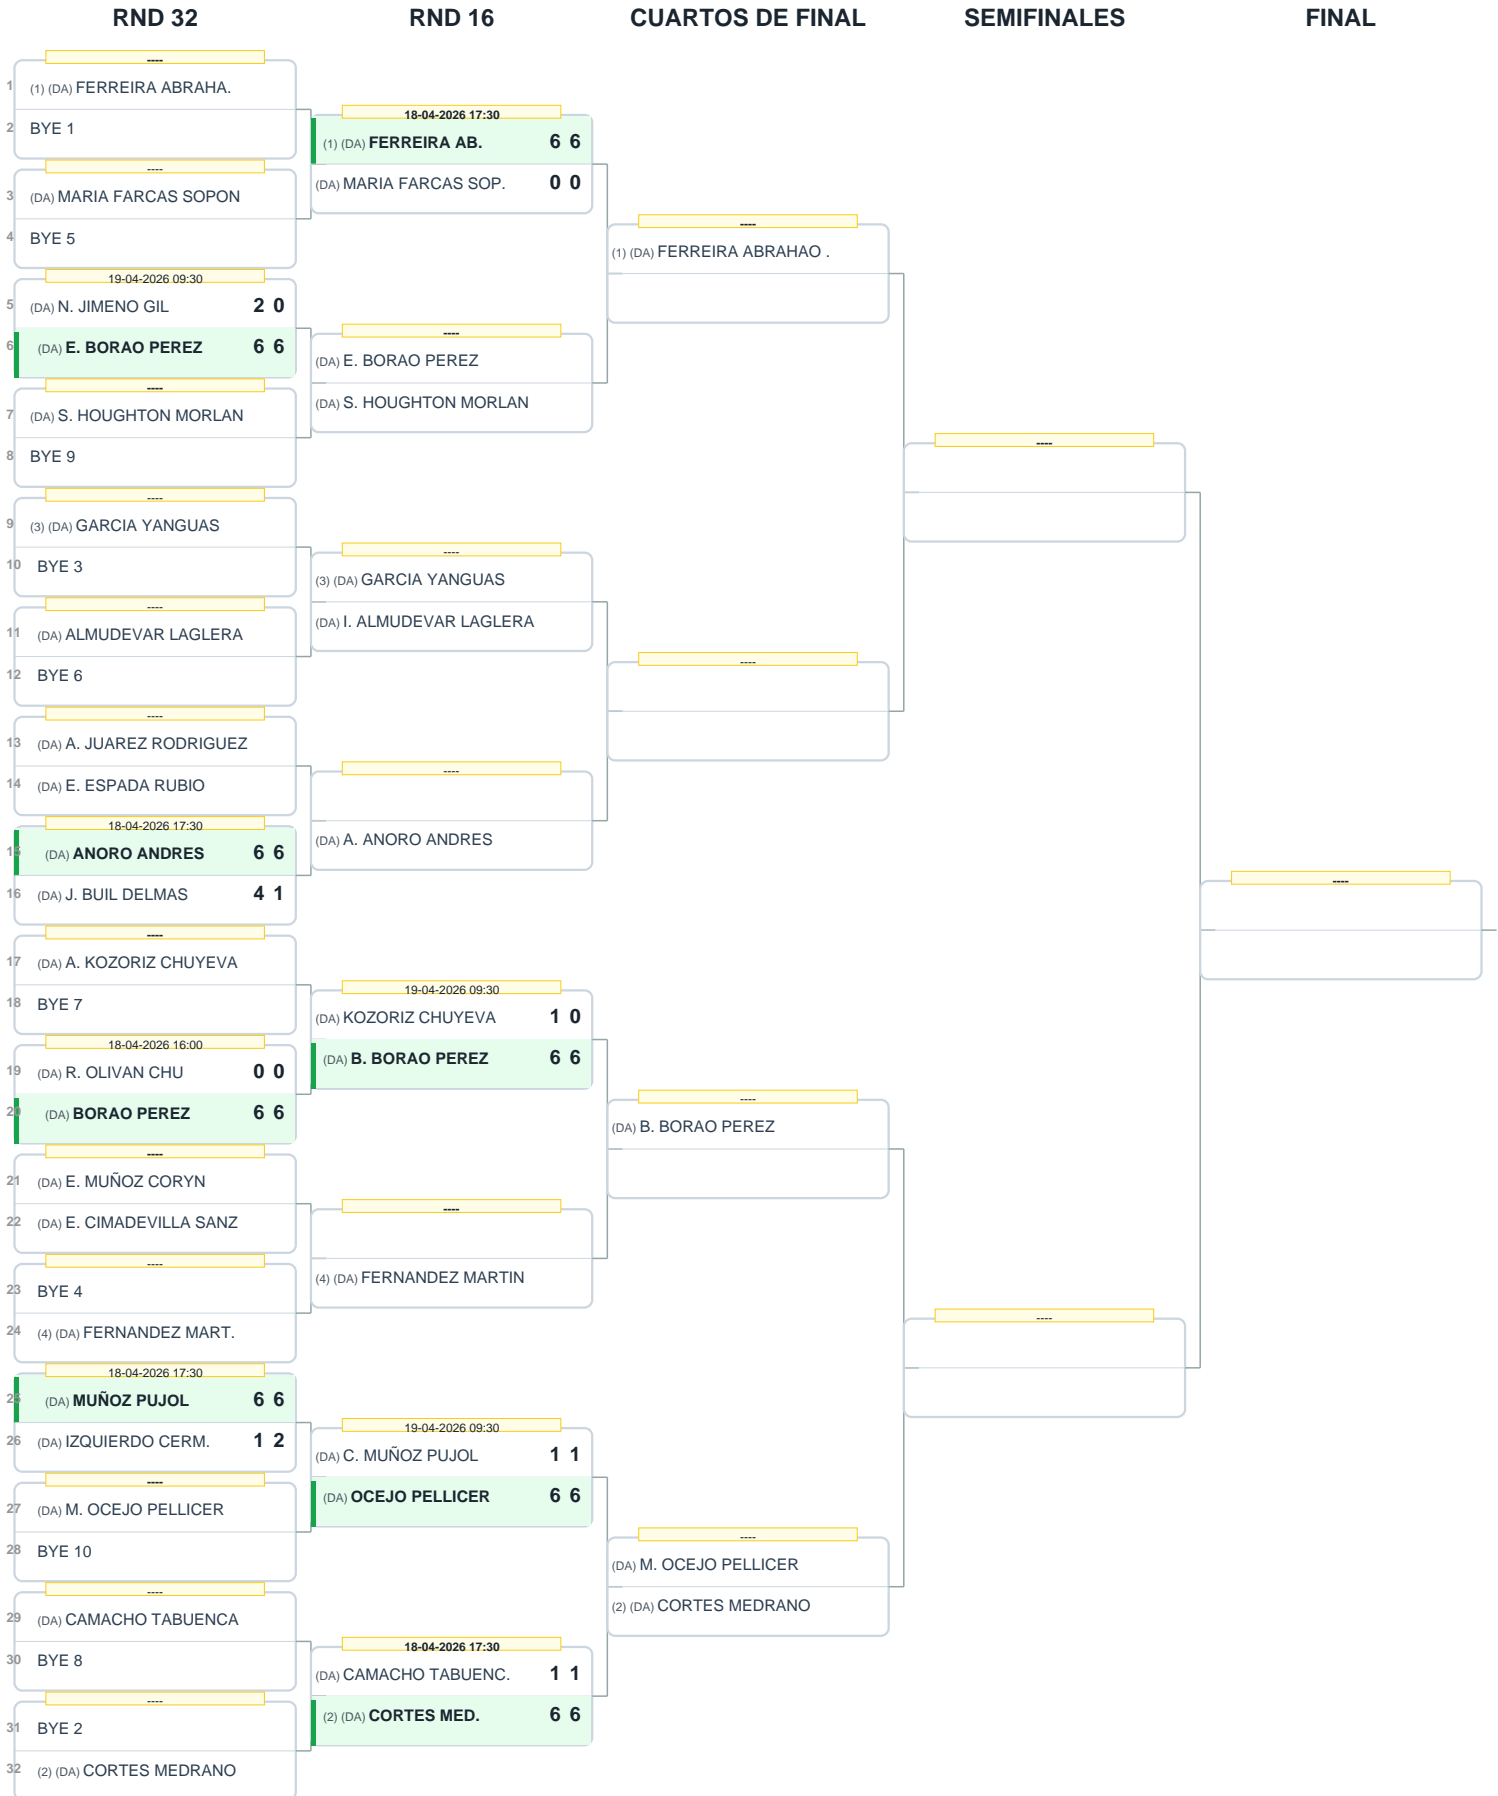 RND 32
RND 16
CUARTOS DE FINAL
SEMIFINALES
FINAL
----
1 (1) (DA) FERREIRA ABRAHA.
2 BYE 1
----
3 (DA) MARIA FARCAS SOPON
4 BYE 5
19-04-2026 09:30
5 (DA) N. JIMENO GIL 2 0
6 (DA) E. BORAO PEREZ 6 6
----
7 (DA) S. HOUGHTON MORLAN
8 BYE 9
----
9 (3) (DA) GARCIA YANGUAS
10 BYE 3
----
11 (DA) ALMUDEVAR LAGLERA
12 BYE 6
----
13 (DA) A. JUAREZ RODRIGUEZ
14 (DA) E. ESPADA RUBIO
18-04-2026 17:30
15 (DA) ANORO ANDRES 6 6
16 (DA) J. BUIL DELMAS 4 1
----
17 (DA) A. KOZORIZ CHUYEVA
18 BYE 7
18-04-2026 16:00
19 (DA) R. OLIVAN CHU 0 0
20 (DA) BORAO PEREZ 6 6
----
21 (DA) E. MUÑOZ CORYN
22 (DA) E. CIMADEVILLA SANZ
----
23 BYE 4
24 (4) (DA) FERNANDEZ MART.
18-04-2026 17:30
25 (DA) MUÑOZ PUJOL 6 6
26 (DA) IZQUIERDO CERM. 1 2
----
27 (DA) M. OCEJO PELLICER
28 BYE 10
----
29 (DA) CAMACHO TABUENCA
30 BYE 8
----
31 BYE 2
32 (2) (DA) CORTES MEDRANO
18-04-2026 17:30
(1) (DA) FERREIRA AB. 6 6
(DA) MARIA FARCAS SOP. 0 0
----
(DA) E. BORAO PEREZ
(DA) S. HOUGHTON MORLAN
----
(3) (DA) GARCIA YANGUAS
(DA) I. ALMUDEVAR LAGLERA
----
(DA) A. ANORO ANDRES
19-04-2026 09:30
(DA) KOZORIZ CHUYEVA 1 0
(DA) B. BORAO PEREZ 6 6
----
(4) (DA) FERNANDEZ MARTIN
19-04-2026 09:30
(DA) C. MUÑOZ PUJOL 1 1
(DA) OCEJO PELLICER 6 6
18-04-2026 17:30
(DA) CAMACHO TABUENC. 1 1
(2) (DA) CORTES MED. 6 6
----
(1) (DA) FERREIRA ABRAHAO .
----
----
(DA) B. BORAO PEREZ
----
(DA) M. OCEJO PELLICER
(2) (DA) CORTES MEDRANO
----
----
----